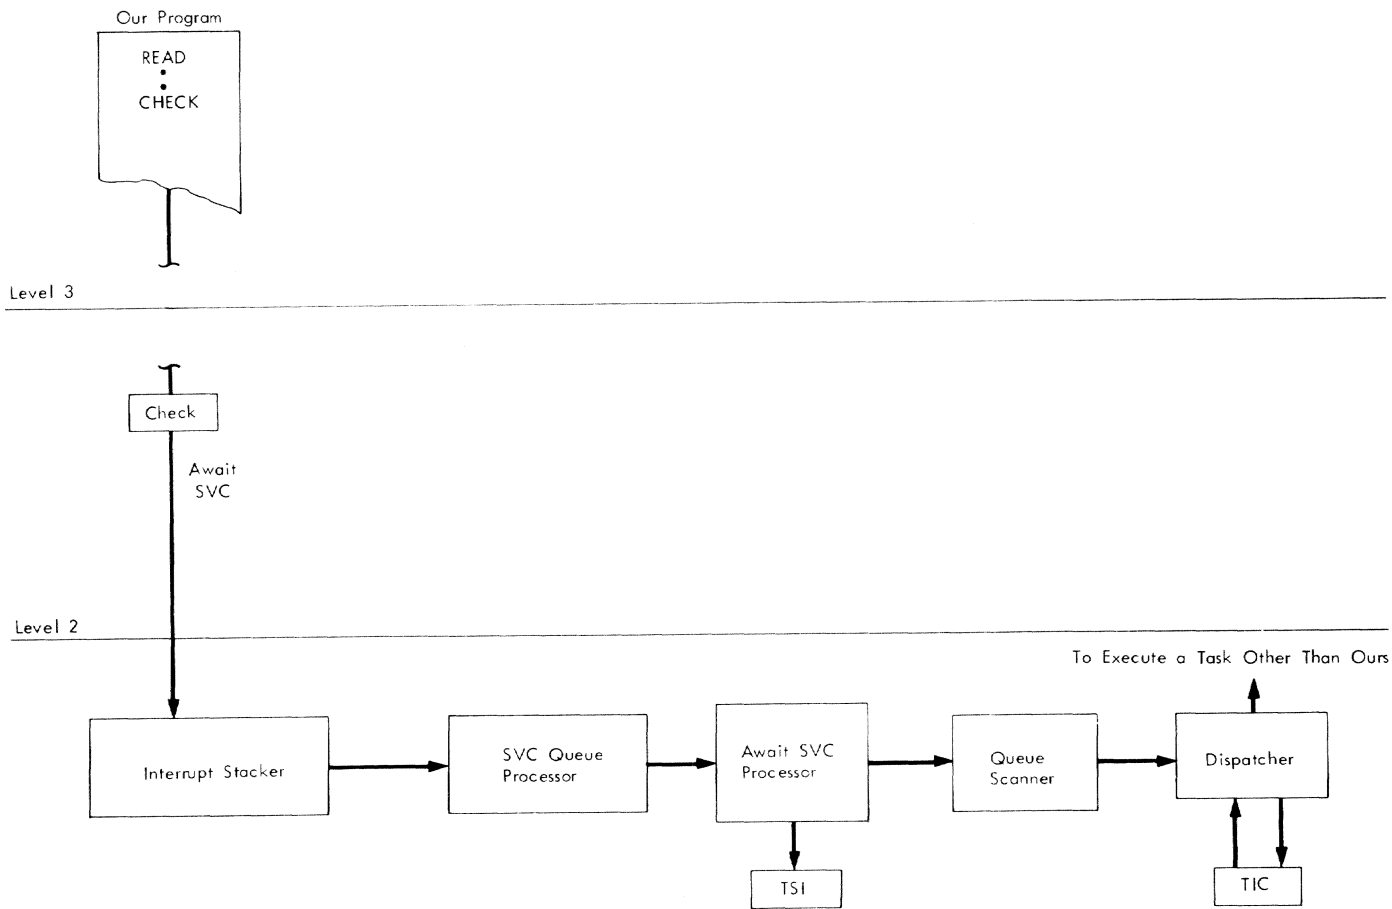 Our Program
READ
CHECK
Level 3
Check
Await
SVC
Level 2
To Execute a Task Other Than Ours
Interrupt Stacker
SVC Queue
Processor
Await SVC
Processor
Queue
Scanner
Dispatcher
TSI
TIC